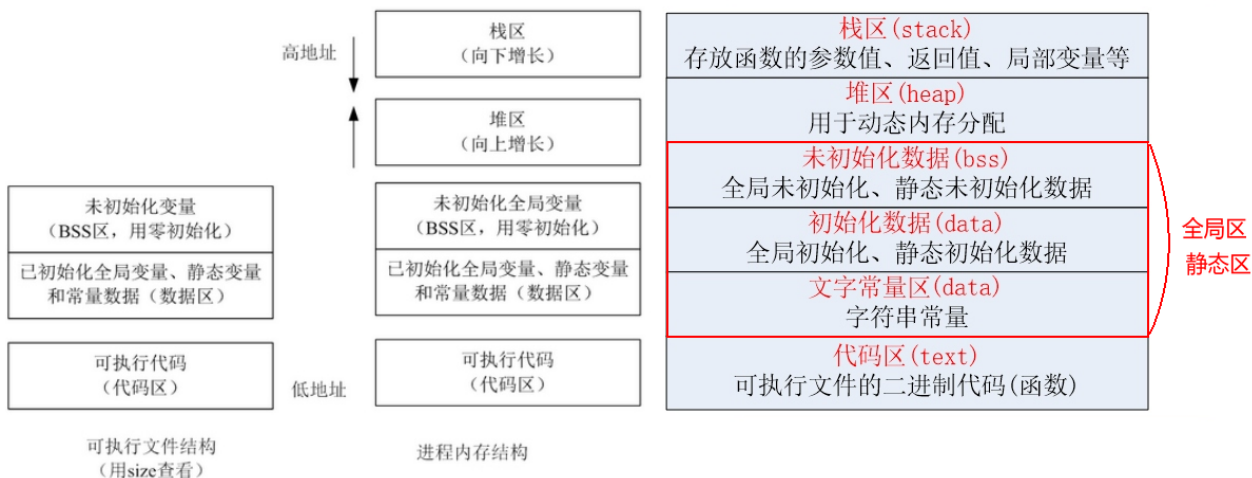 未初始化变量
(BSS区，用零初始化)
已初始化全局变量、静态变量
和常量数据（数据区）
可执行代码
（代码区）
可执行文件结构
（用size查看）
高地址
低地址
栈区
（向下增长）
堆区
（向上增长）
未初始化全局变量
(BSS区，用零初始化)
已初始化全局变量、静态变量
和常量数据（数据区）
可执行代码
（代码区）
进程内存结构
栈区(stack)
存放函数的参数值、返回值、局部变量等
堆区(heap)
用于动态内存分配
未初始化数据(bss)
全局未初始化、静态未初始化数据
初始化数据(data)
全局初始化、静态初始化数据
文字常量区(data)
字符串常量
代码区(text)
可执行文件的二进制代码(函数)
全局区
静态区